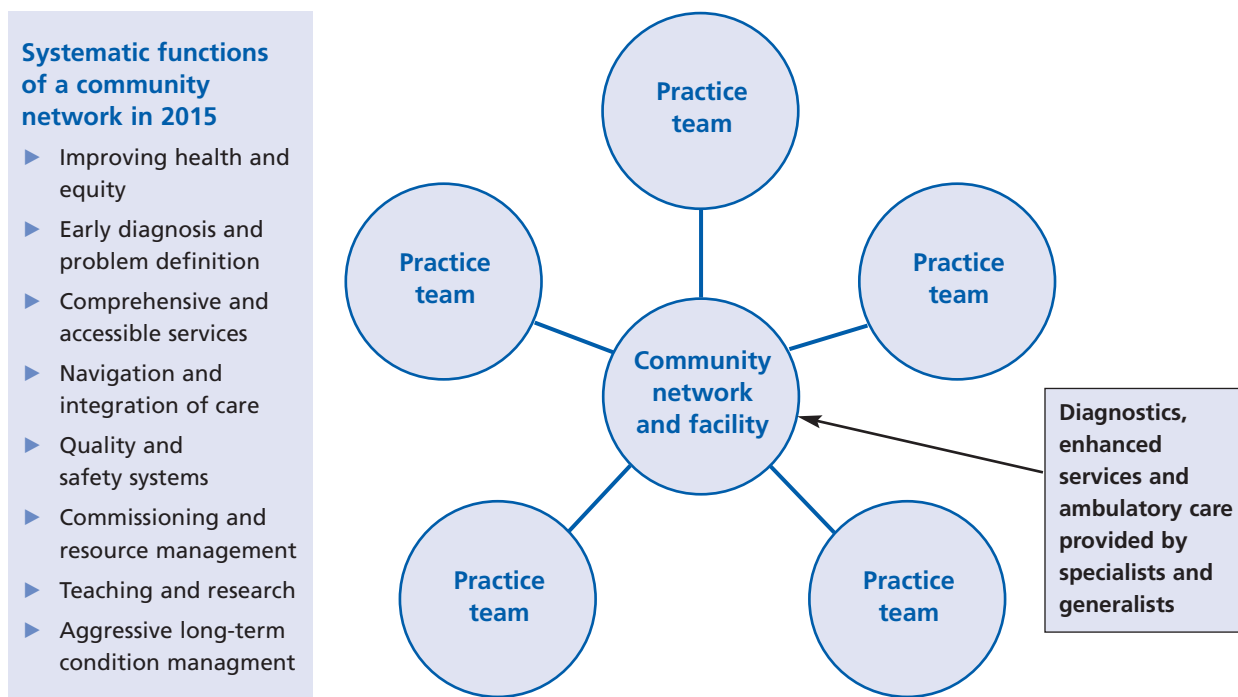 Systematic functions
of a community
network in 2015
▶ Improving health and
equity
▶ Early diagnosis and
problem definition
▶ Comprehensive and
accessible services
▶ Navigation and
integration of care
▶ Quality and
safety systems
▶ Commissioning and
resource management
▶ Teaching and research
▶ Aggressive long-term
condition managment
Practice
team
Practice
team
Practice
team
Community
network
and facility
Practice
team
Practice
team
Diagnostics,
enhanced
services and
ambulatory care
provided by
specialists and
generalists